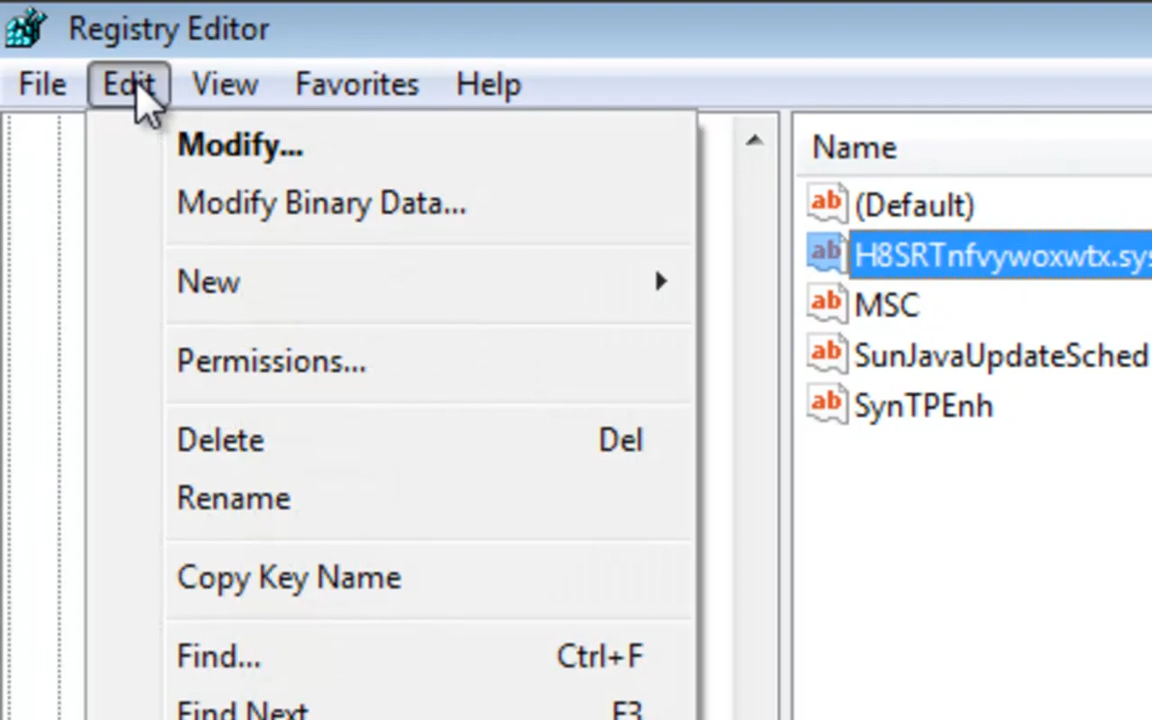 Registry Editor
File Edit View Favorites Help
Modify...
Modify Binary Data...
New
Permissions...
Delete Del
Rename
Copy Key Name
Find... Ctrl+F
Find Next F3
Name
(Default)
H8SRTnfvywoxwtx.sys
MSC
SunJavaUpdateSched
SynTPEnh